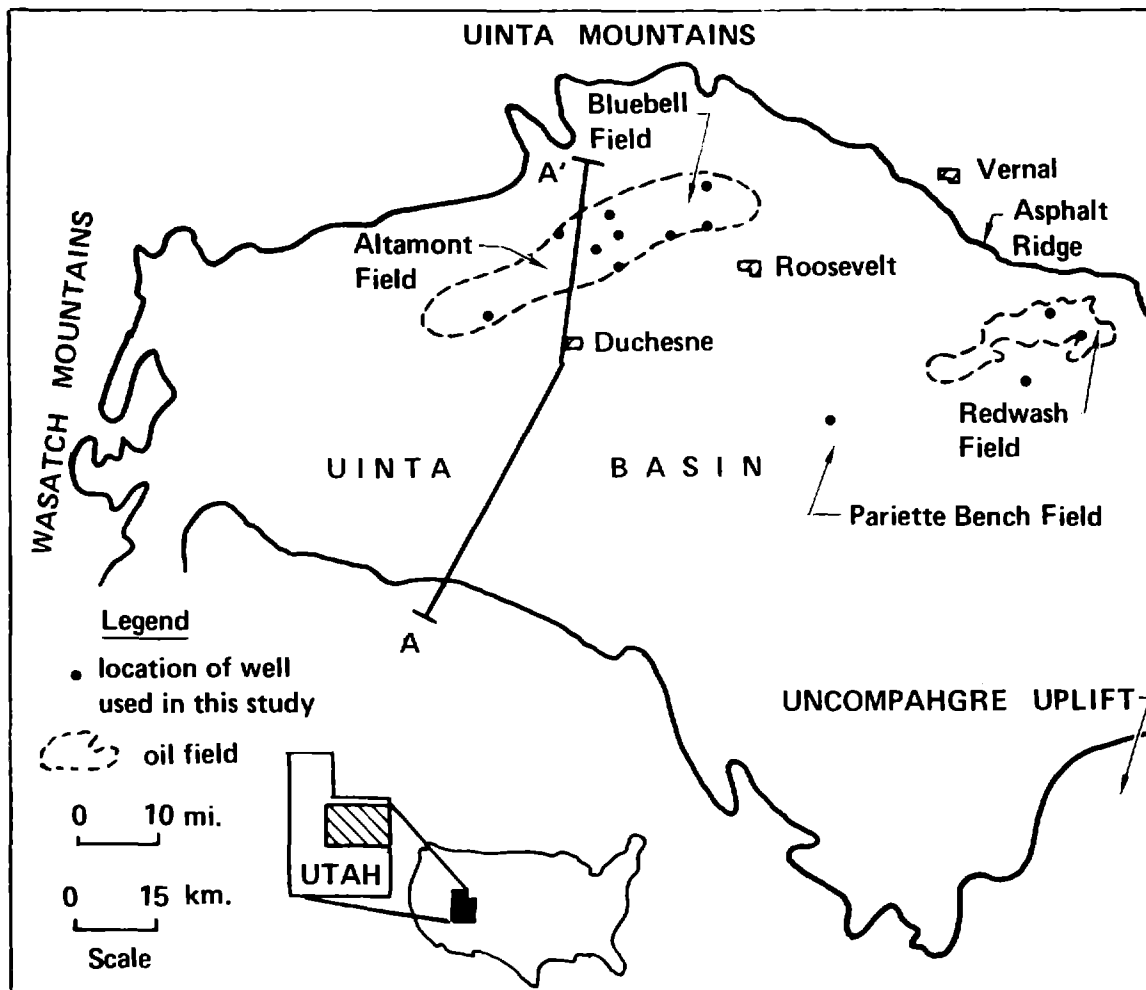 UINTA MOUNTAINS
Bluebell
Field
A'
Vernal
Asphalt
Ridge
Altamont
Field
Roosevelt
WASATCH MOUNTAINS
Duchesne
Redwash
Field
UINTA BASIN
Pariette Bench Field
Legend
A
location of well
used in this study
UNCOMPAHGRE UPLIFT
oil field
0 10 mi.
UTAH
0 15 km.
Scale